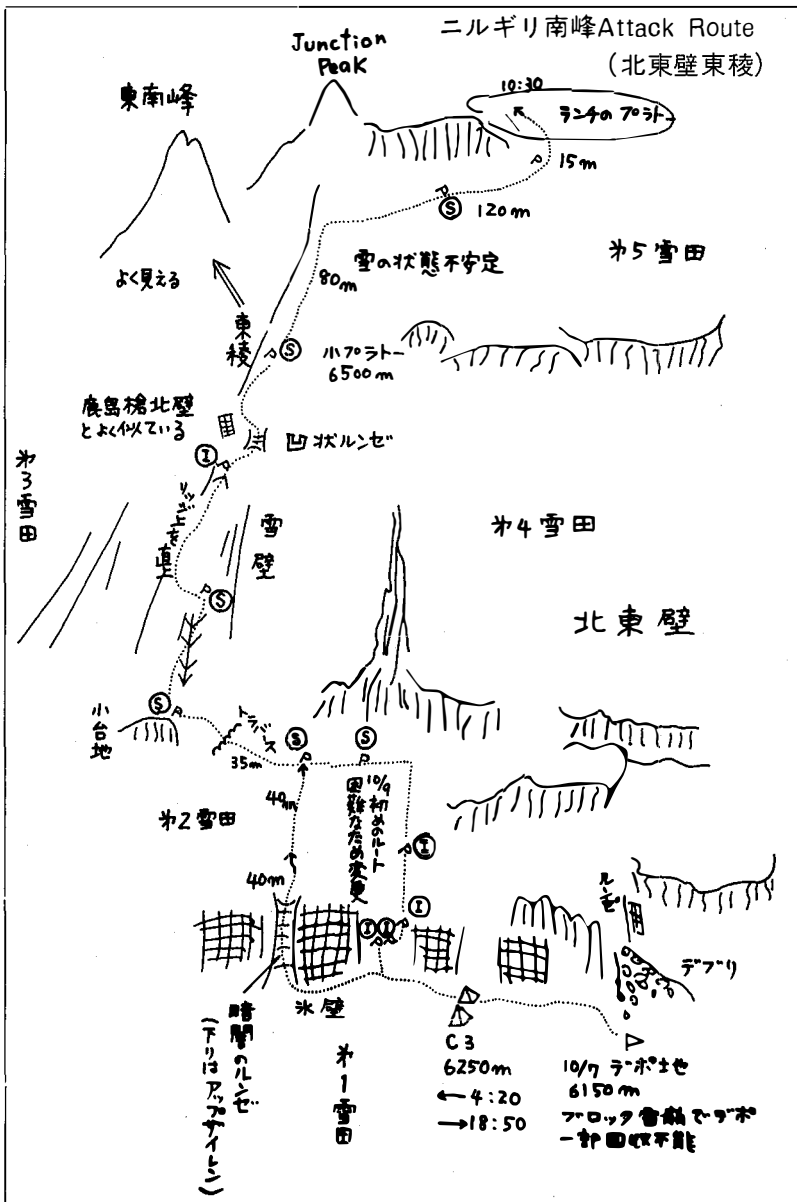 ニルギリ南峰Attack Route
(北東壁東稜)
Junction
Peak
東南峰
10:30
ランチのプラトー
P
15m
P
Ⓢ
120m
第5雪田
雪の状態不安定
80m
よく見える
東稜
P
Ⓢ
小プラトー
6500m
鹿島槍北壁
とよく似ている
凹状ルンゼ
Ⓘ
P
第3雪田
リッジ上を直上
雪壁
第4雪田
P
Ⓢ
北東壁
小台地
Ⓢ
P
トラバース
35m
Ⓢ
P
Ⓢ
P
40m
第2雪田
10/9 初めのルート
困難なため変更
P
Ⓘ
40m
Ⓘ
P
Ⓘ
Ⓘ
P
ルンゼ
デブリ
氷壁
暗闇のルンゼ
(下りはアップザイレン)
第1雪田
C3
6250m
←4:20
→18:50
10/7 デポ地
6150m
ブロック雪崩でデポ
一部回収不能